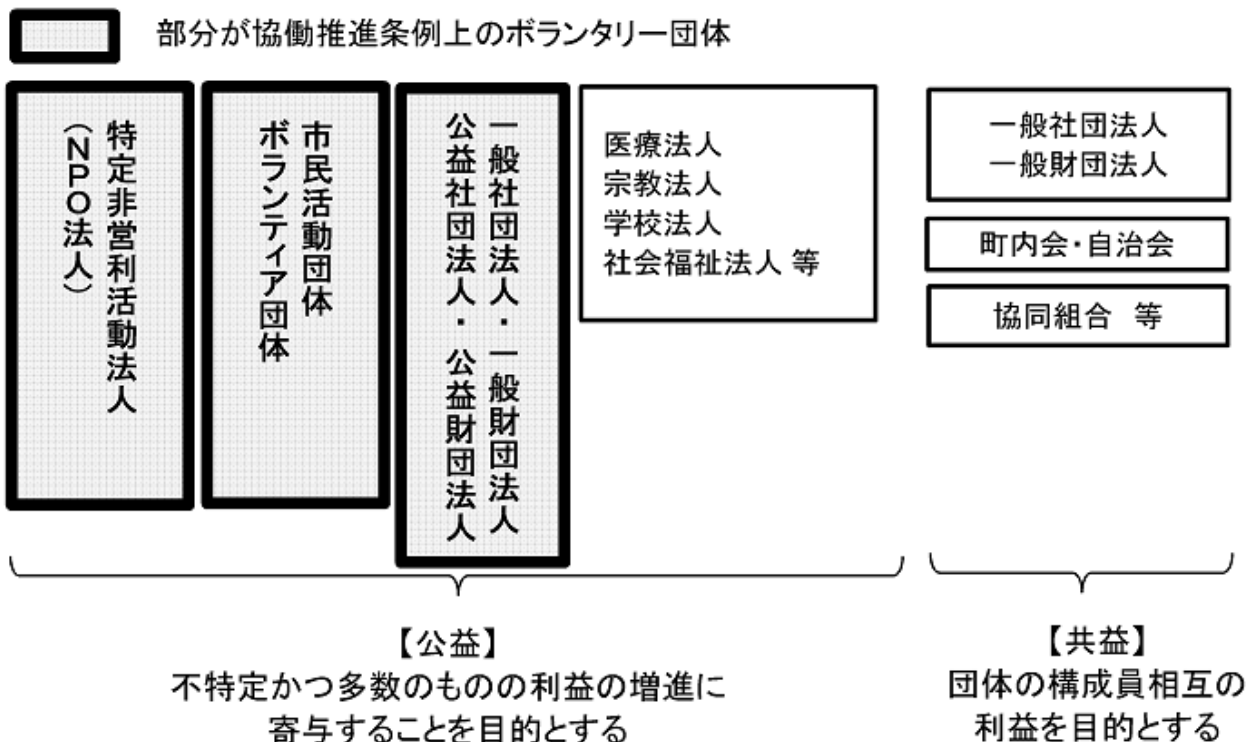 部分が協働推進条例上のボランタリー団体
特定非営利活動法人
（NPO法人）
市民活動団体
ボランティア団体
一般社団法人・一般財団法人
公益社団法人・公益財団法人
医療法人
宗教法人
学校法人
社会福祉法人 等
一般社団法人
一般財団法人
町内会・自治会
協同組合 等
【公益】
不特定かつ多数のものの利益の増進に
寄与することを目的とする
【共益】
団体の構成員相互の
利益を目的とする